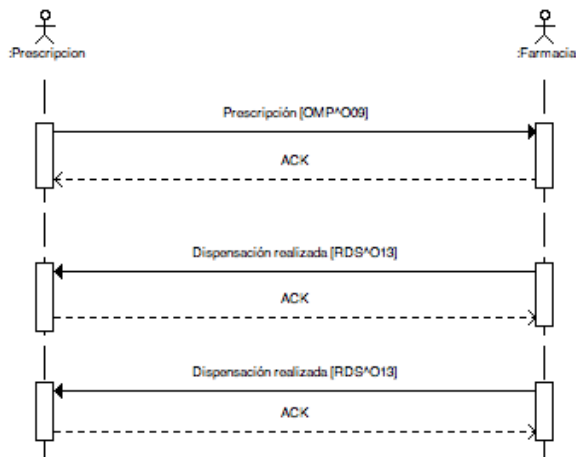 :Prescripcion
:Farmacia
Prescripción [OMP^O09]
ACK
Dispensación realizada [RDS^O13]
ACK
Dispensación realizada [RDS^O13]
ACK